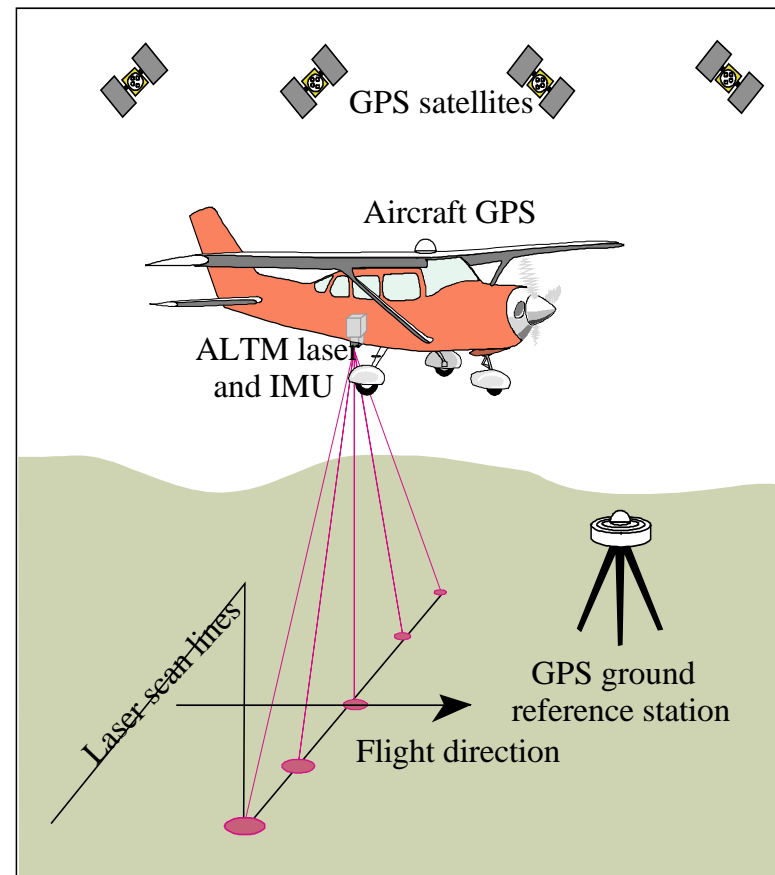 GPS satellites
Aircraft GPS
ALTM laser
and IMU
Laser scan lines
GPS ground
reference station
Flight direction